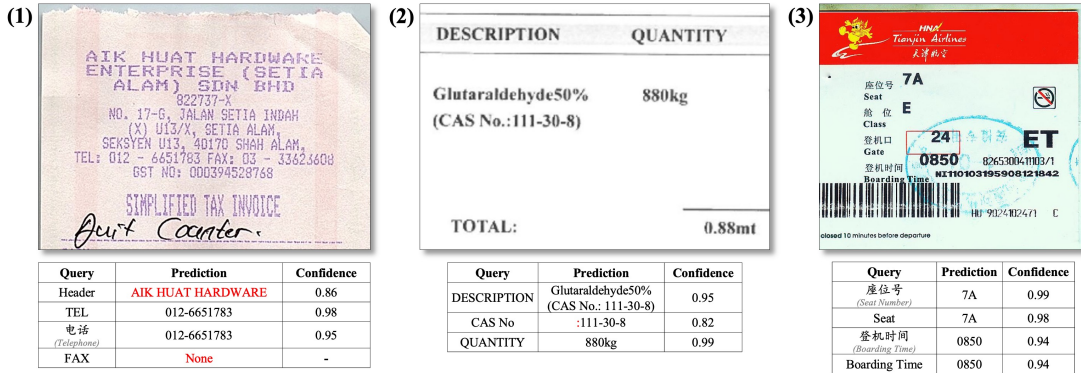 (1)
AIK HUAT HARDWARE
ENTERPRISE (SETIA
ALAM) SDN BHD
822737-X
NO. 17-G, JALAN SETIA INDAH
(X) U13/X, SETIA ALAM,
SEKSYEN U13, 40170 SHAH ALAM,
TEL: 012 - 6651783 FAX: 03 - 33623608
GST NO: 000394528768
SIMPLIFIED TAX INVOICE
Counter.
Query Prediction Confidence
Header AIK HUAT HARDWARE 0.86
TEL 012-6651783 0.98
电话 012-6651783 0.95
(Telephone)
FAX None -
(2)
DESCRIPTION QUANTITY
Glutaraldehyde50% 880kg
(CAS No.:111-30-8)
TOTAL: 0.88mt
Query Prediction Confidence
DESCRIPTION Glutaraldehyde50% 0.95
(CAS No.: 111-30-8)
CAS No :111-30-8 0.82
QUANTITY 880kg 0.99
(3)
HNA
Tianjin Airlines
天津航空
座位号 7A
Seat
舱 位 E
Class
登机口 24 ET
Gate
登机时间 0850 8265300411103/1
Boarding Time NI110103195908121842
HU 9024102471 E
closed 10 minutes before departure
Query Prediction Confidence
座位号 7A 0.99
(Seat Number)
Seat 7A 0.98
登机时间 0850 0.94
(Boarding Time)
Boarding Time 0850 0.94